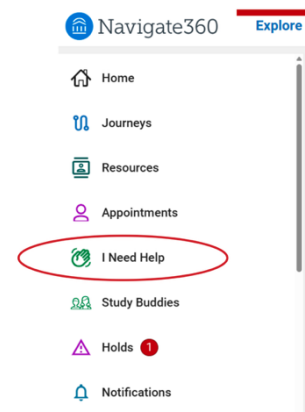 Navigate360 Explore
Home
Journeys
Resources
Appointments
I Need Help
Study Buddies
Holds 1
Notifications